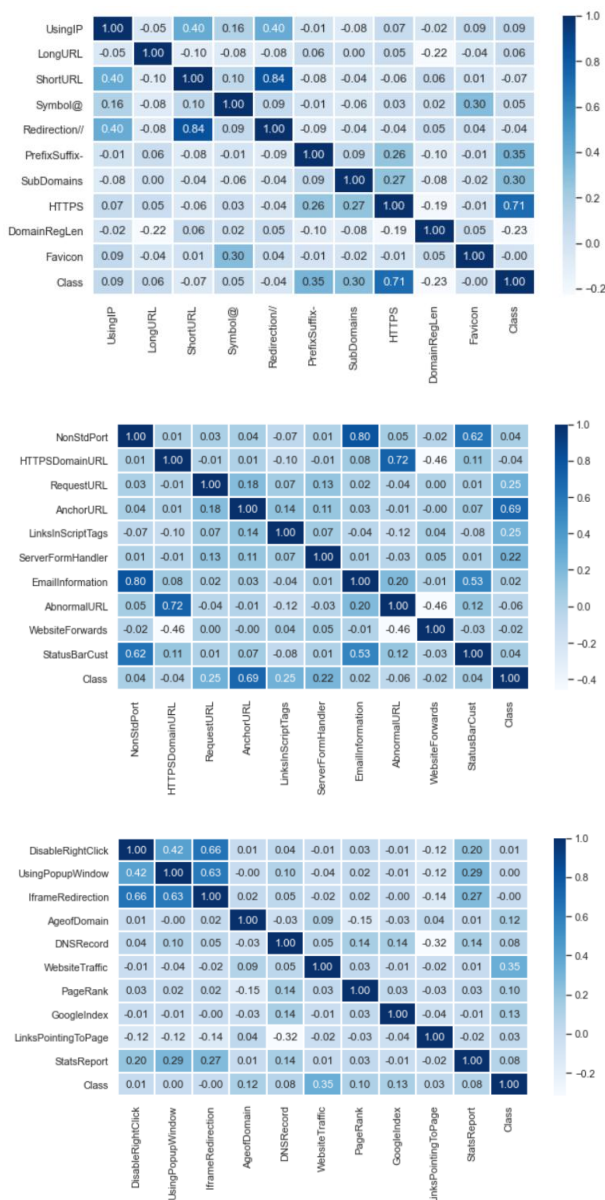 UsingIP 1.00 -0.05 0.40 0.16 0.40 -0.01 -0.08 0.07 -0.02 0.09 0.09
LongURL -0.05 1.00 -0.10 -0.08 -0.08 0.06 0.00 0.05 -0.22 -0.04 0.06
ShortURL 0.40 -0.10 1.00 0.10 0.84 -0.08 -0.04 -0.06 0.06 0.01 -0.07
Symbol@ 0.16 -0.08 0.10 1.00 0.09 -0.01 -0.06 0.03 0.02 0.30 0.05
Redirection// 0.40 -0.08 0.84 0.09 1.00 -0.09 -0.04 -0.04 0.05 0.04 -0.04
PrefixSuffix- -0.01 0.06 -0.08 -0.01 -0.09 1.00 0.09 0.26 -0.10 -0.01 0.35
SubDomains -0.08 0.00 -0.04 -0.06 -0.04 0.09 1.00 0.27 -0.08 -0.02 0.30
HTTPS 0.07 0.05 -0.06 0.03 -0.04 0.26 0.27 1.00 -0.19 -0.01 0.71
DomainRegLen -0.02 -0.22 0.06 0.02 0.05 -0.10 -0.08 -0.19 1.00 0.05 -0.23
Favicon 0.09 -0.04 0.01 0.30 0.04 -0.01 -0.02 -0.01 0.05 1.00 -0.00
Class 0.09 0.06 -0.07 0.05 -0.04 0.35 0.30 0.71 -0.23 -0.00 1.00
UsingIP LongURL ShortURL Symbol@ Redirection// PrefixSuffix- SubDomains HTTPS DomainRegLen Favicon Class
1.0
0.8
0.6
0.4
0.2
0.0
-0.2
NonStdPort 1.00 0.01 0.03 0.04 -0.07 0.01 0.80 0.05 -0.02 0.62 0.04
HTTPSDomainURL 0.01 1.00 -0.01 0.01 -0.10 -0.01 0.08 0.72 -0.46 0.11 -0.04
RequestURL 0.03 -0.01 1.00 0.18 0.07 0.13 0.02 -0.04 0.00 0.01 0.25
AnchorURL 0.04 0.01 0.18 1.00 0.14 0.11 0.03 -0.01 -0.00 0.07 0.69
LinksInScriptTags -0.07 -0.10 0.07 0.14 1.00 0.07 -0.04 -0.12 0.04 -0.08 0.25
ServerFormHandler 0.01 -0.01 0.13 0.11 0.07 1.00 0.01 -0.03 0.05 0.01 0.22
EmailInformation 0.80 0.08 0.02 0.03 -0.04 0.01 1.00 0.20 -0.01 0.53 0.02
AbnormalURL 0.05 0.72 -0.04 -0.01 -0.12 -0.03 0.20 1.00 -0.46 0.12 -0.06
WebsiteForwards -0.02 -0.46 0.00 -0.00 0.04 0.05 -0.01 -0.46 1.00 -0.03 -0.02
StatusBarCust 0.62 0.11 0.01 0.07 -0.08 0.01 0.53 0.12 -0.03 1.00 0.04
Class 0.04 -0.04 0.25 0.69 0.25 0.22 0.02 -0.06 -0.02 0.04 1.00
NonStdPort HTTPSDomainURL RequestURL AnchorURL LinksInScriptTags ServerFormHandler EmailInformation AbnormalURL WebsiteForwards StatusBarCust Class
1.0
0.8
0.6
0.4
0.2
0.0
-0.2
-0.4
DisableRightClick 1.00 0.42 0.66 0.01 0.04 -0.01 0.03 -0.01 -0.12 0.20 0.01
UsingPopupWindow 0.42 1.00 0.63 -0.00 0.10 -0.04 0.02 -0.01 -0.12 0.29 0.00
IframeRedirection 0.66 0.63 1.00 0.02 0.05 -0.02 0.02 -0.00 -0.14 0.27 -0.00
AgeofDomain 0.01 -0.00 0.02 1.00 -0.03 0.09 -0.15 -0.03 0.04 0.01 0.12
DNSRecord 0.04 0.10 0.05 -0.03 1.00 0.05 0.14 0.14 -0.32 0.14 0.08
WebsiteTraffic -0.01 -0.04 -0.02 0.09 0.05 1.00 0.03 -0.01 -0.02 0.01 0.35
PageRank 0.03 0.02 0.02 -0.15 0.14 0.03 1.00 0.03 -0.03 0.03 0.10
GoogleIndex -0.01 -0.01 -0.00 -0.03 0.14 -0.01 0.03 1.00 -0.04 -0.01 0.13
LinksPointingToPage -0.12 -0.12 -0.14 0.04 -0.32 -0.02 -0.03 -0.04 1.00 -0.02 0.03
StatsReport 0.20 0.29 0.27 0.01 0.14 0.01 0.03 -0.01 -0.02 1.00 0.08
Class 0.01 0.00 -0.00 0.12 0.08 0.35 0.10 0.13 0.03 0.08 1.00
DisableRightClick UsingPopupWindow IframeRedirection AgeofDomain DNSRecord WebsiteTraffic PageRank GoogleIndex LinksPointingToPage StatsReport Class
1.0
0.8
0.6
0.4
0.2
0.0
-0.2